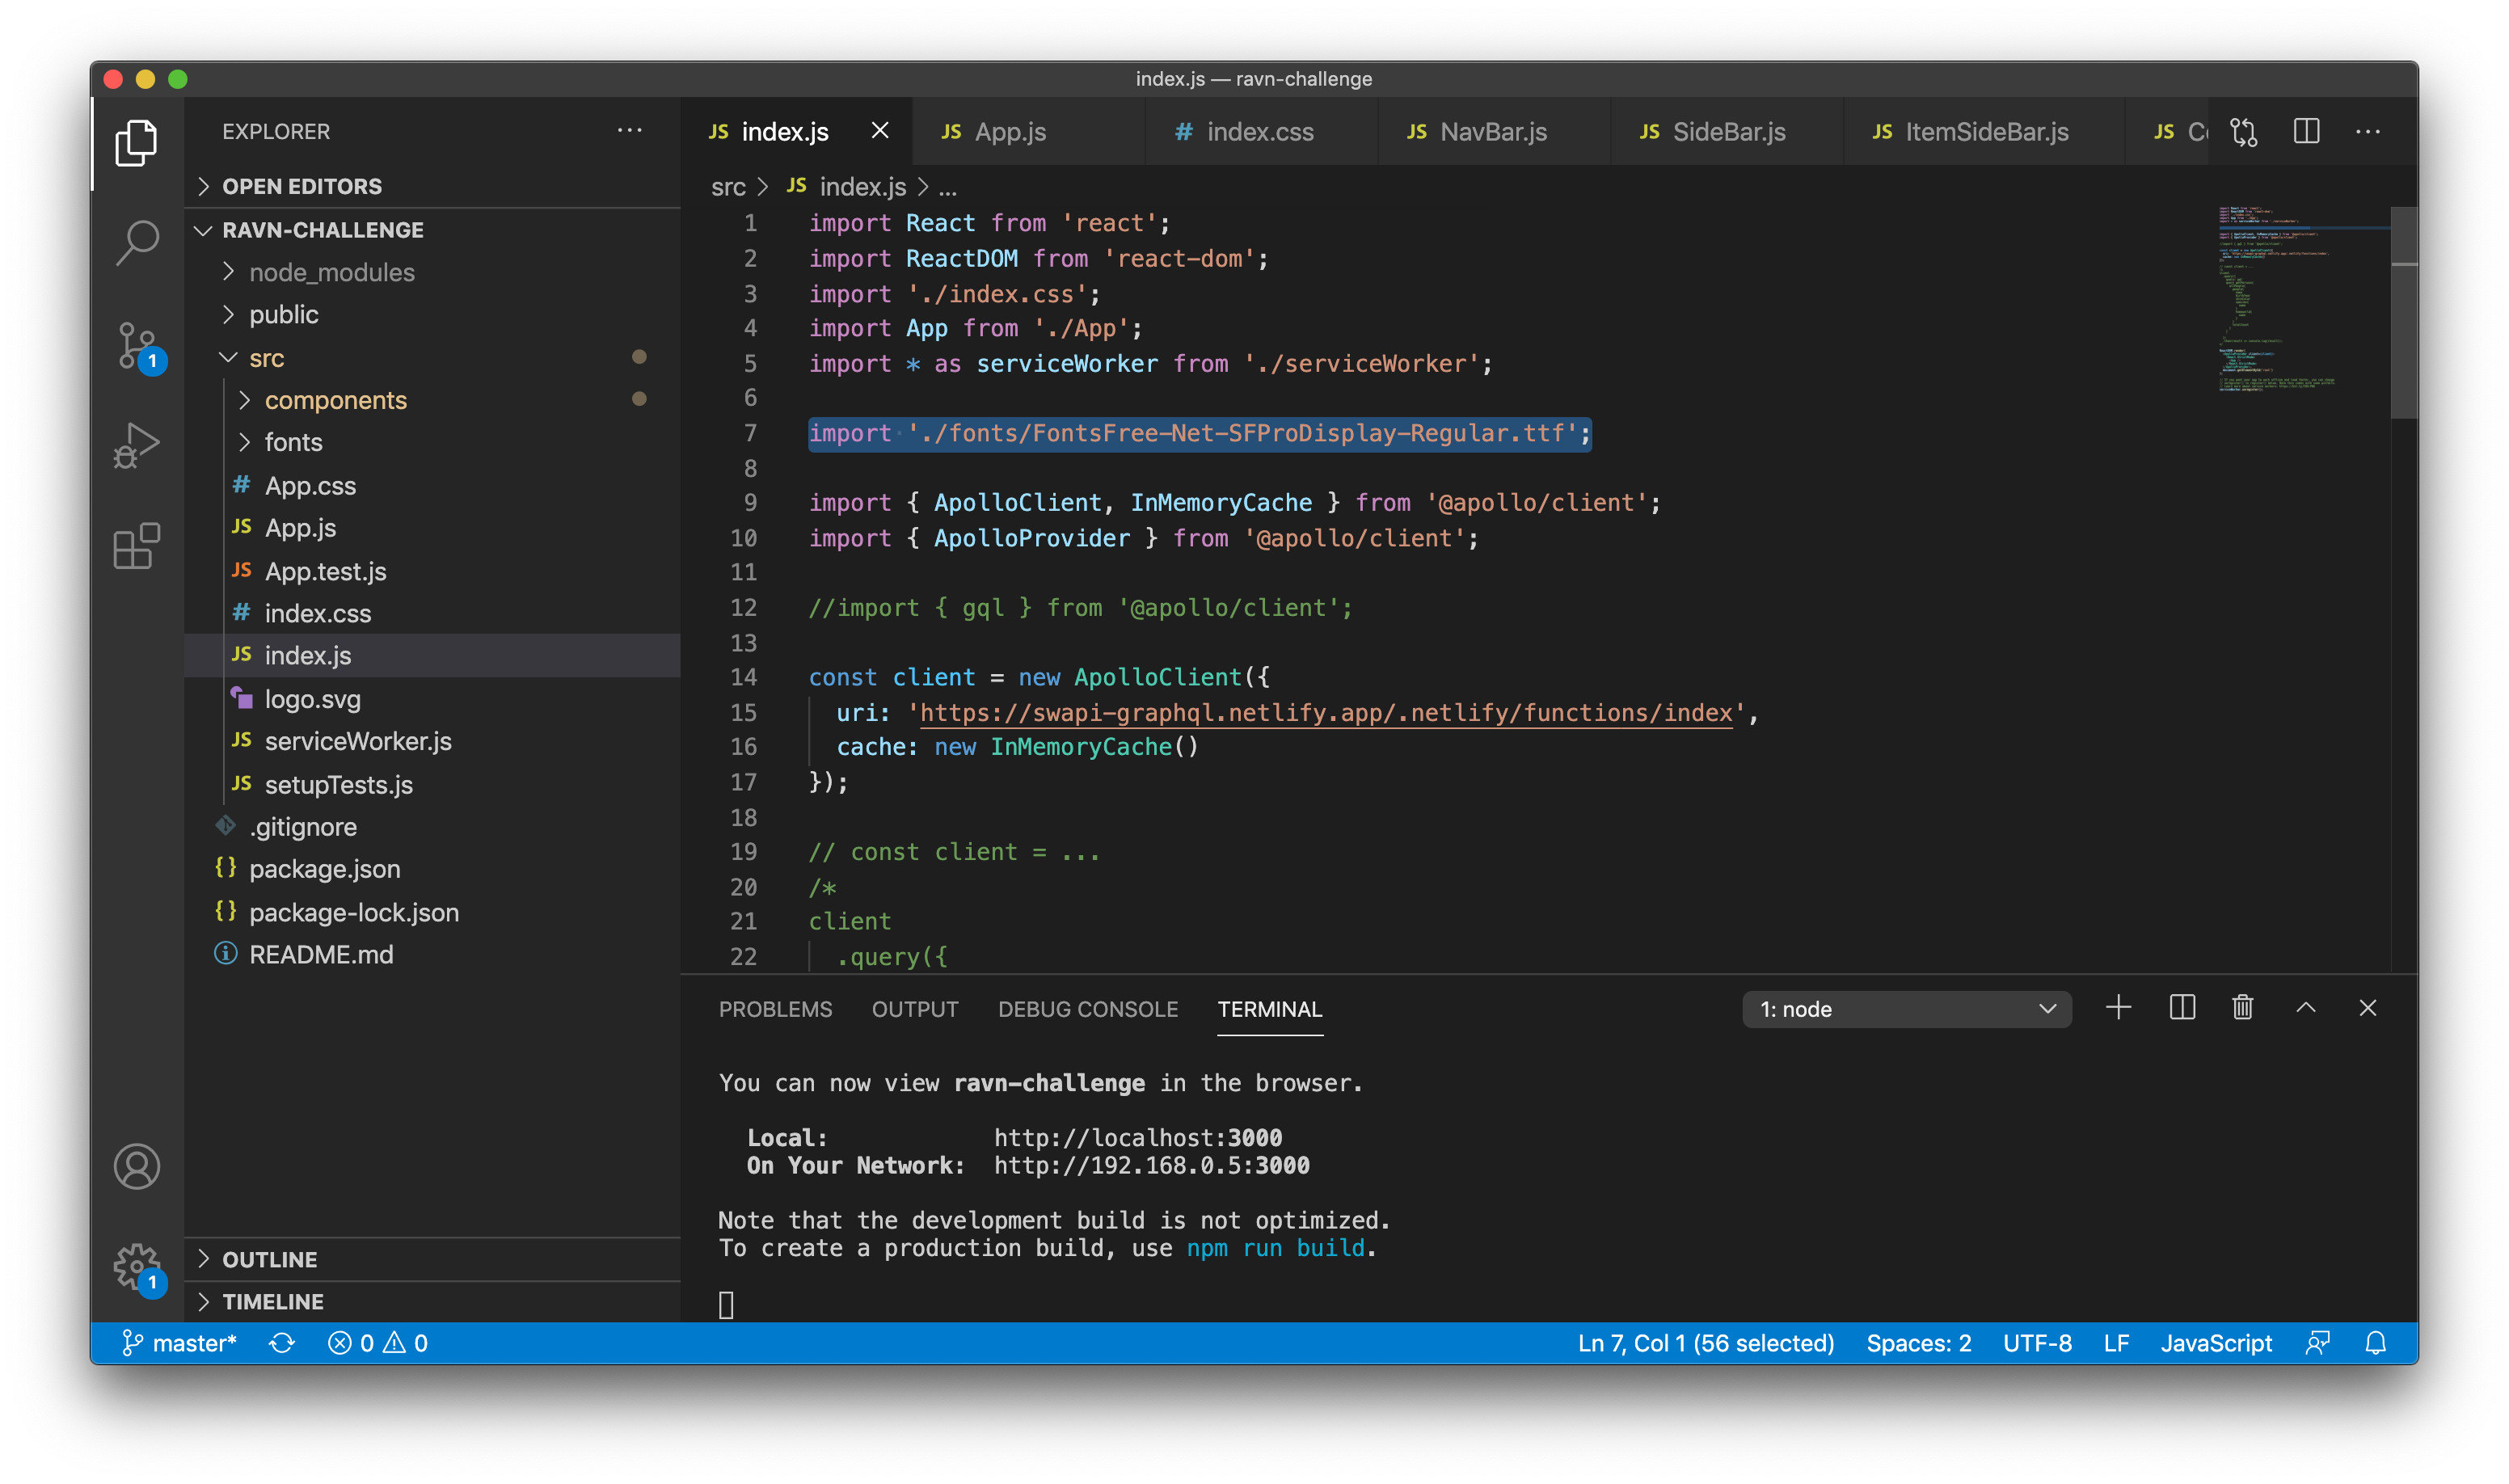 index.js — ravn-challenge
EXPLORER
OPEN EDITORS
RAVN-CHALLENGE
node_modules
public
src
components
fonts
# App.css
JS App.js
JS App.test.js
# index.css
JS index.js
logo.svg
JS serviceWorker.js
JS setupTests.js
.gitignore
{} package.json
{} package-lock.json
README.md
OUTLINE
TIMELINE
1
1
JS index.js
JS App.js
# index.css
JS NavBar.js
JS SideBar.js
JS ItemSideBar.js
JS
src > JS index.js > ...
1 import React from 'react';
2 import ReactDOM from 'react-dom';
3 import './index.css';
4 import App from './App';
5 import * as serviceWorker from './serviceWorker';
6
7 import './fonts/FontsFree-Net-SFProDisplay-Regular.ttf';
8
9 import { ApolloClient, InMemoryCache } from '@apollo/client';
10 import { ApolloProvider } from '@apollo/client';
11
12 //import { gql } from '@apollo/client';
13
14 const client = new ApolloClient({
15 uri: 'https://swapi-graphql.netlify.app/.netlify/functions/index',
16 cache: new InMemoryCache()
17 });
18
19 // const client = ...
20 /*
21 client
22 .query({
PROBLEMS OUTPUT DEBUG CONSOLE TERMINAL
1: node
You can now view ravn-challenge in the browser.
Local: http://localhost:3000
On Your Network: http://192.168.0.5:3000
Note that the development build is not optimized.
To create a production build, use npm run build.
master* 0 0
Ln 7, Col 1 (56 selected) Spaces: 2 UTF-8 LF JavaScript